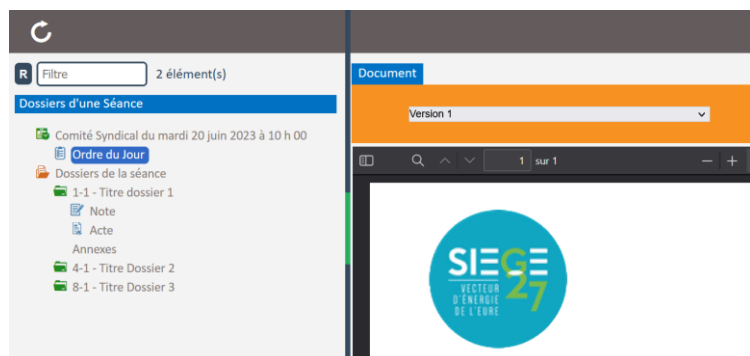 R Filtre 2 élément(s)
Dossiers d'une Séance
Comité Syndical du mardi 20 juin 2023 à 10 h 00
Ordre du Jour
Dossiers de la séance
1-1 - Titre dossier 1
Note
Acte
Annexes
4-1 - Titre Dossier 2
8-1 - Titre Dossier 3
Document
Version 1
1 sur 1
SIEGE
27
VECTEUR
D'ÉNERGIE
DE L'EURE